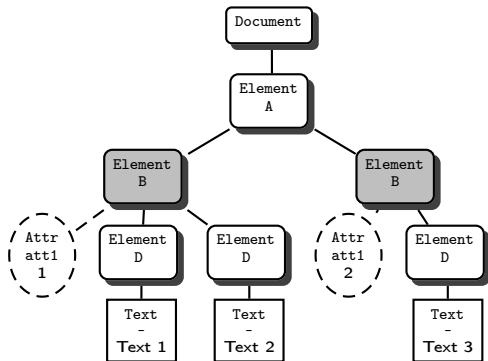 Document
Element
A
Element
B
Element
B
Attr
att1
1
Element
D
Element
D
Attr
att1
2
Element
D
Text
-
Text 1
Text
-
Text 2
Text
-
Text 3